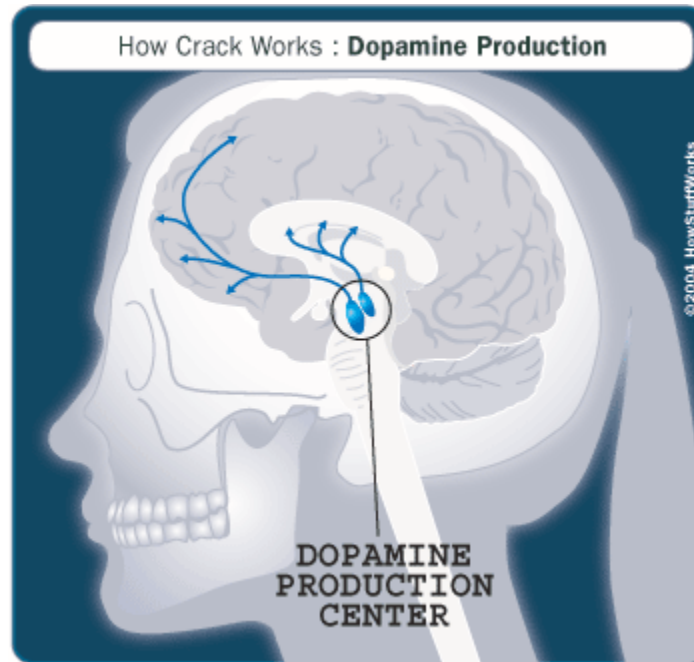 How Crack Works : Dopamine Production
©2004 HowStuffWorks
DOPAMINE
PRODUCTION
CENTER